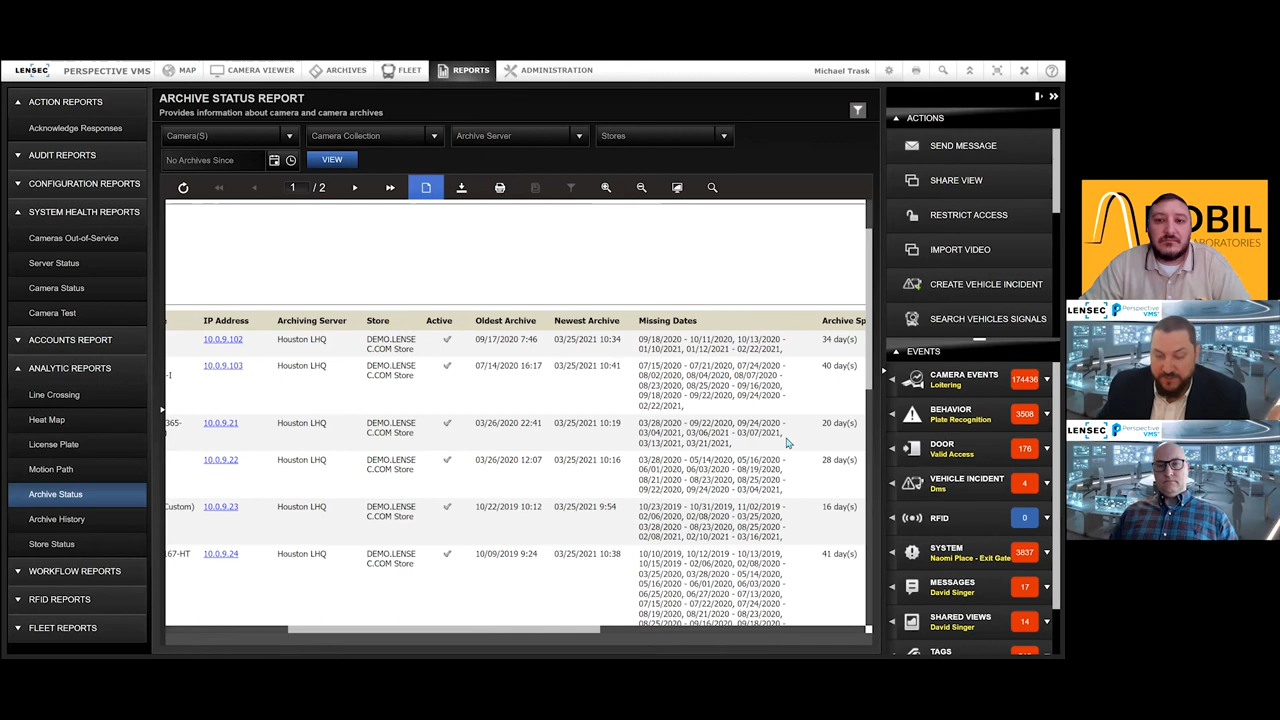 LENSEC PERSPECTIVE VMS MAP CAMERA VIEWER ARCHIVES FLEET REPORTS ADMINISTRATION Michael Trask
ACTION REPORTS
Acknowledge Responses
AUDIT REPORTS
CONFIGURATION REPORTS
SYSTEM HEALTH REPORTS
Cameras Out-of-Service
Server Status
Camera Status
Camera Test
ACCOUNTS REPORT
ANALYTIC REPORTS
Line Crossing
Heat Map
License Plate
Motion Path
Archive Status
Archive History
Store Status
WORKFLOW REPORTS
RFID REPORTS
FLEET REPORTS
ARCHIVE STATUS REPORT
Provides information about camera and camera archives
Camera(S) Camera Collection Archive Server Stores
No Archives Since VIEW
1 / 2
IP Address Archiving Server Store Active Oldest Archive Newest Archive Missing Dates Archive Sp
10.0.9.102 Houston LHQ DEMO.LENSE 09/17/2020 7:46 03/25/2021 10:34 09/18/2020 - 10/11/2020, 10/13/2020 - 34 day(s)
C.COM Store 01/10/2021, 01/12/2021 - 02/22/2021,
10.0.9.103 Houston LHQ DEMO.LENSE 07/14/2020 16:17 03/25/2021 10:41 07/15/2020 - 07/21/2020, 07/24/2020 - 40 day(s)
-I C.COM Store 08/02/2020, 08/04/2020, 08/07/2020 -
08/23/2020, 08/25/2020 - 09/16/2020,
09/18/2020 - 09/22/2020, 09/24/2020 -
02/22/2021,
365- 10.0.9.21 Houston LHQ DEMO.LENSE 03/26/2020 22:41 03/25/2021 10:19 03/28/2020 - 09/22/2020, 09/24/2020 - 20 day(s)
C.COM Store 03/04/2021, 03/06/2021 - 03/07/2021,
03/13/2021, 03/21/2021,
10.0.9.22 Houston LHQ DEMO.LENSE 03/26/2020 12:07 03/25/2021 10:16 03/28/2020 - 05/14/2020, 05/16/2020 - 28 day(s)
C.COM Store 06/01/2020, 06/03/2020 - 08/19/2020,
08/21/2020 - 08/23/2020, 08/25/2020 -
09/22/2020, 09/24/2020 - 03/04/2021,
Custom) 10.0.9.23 Houston LHQ DEMO.LENSE 10/22/2019 10:12 03/25/2021 9:54 10/23/2019 - 10/31/2019, 11/02/2019 - 16 day(s)
C.COM Store 02/06/2020, 02/08/2020 - 03/25/2020,
03/28/2020 - 08/23/2020, 08/25/2020 -
02/08/2021, 02/10/2021 - 03/16/2021,
167-HT 10.0.9.24 Houston LHQ DEMO.LENSE 10/09/2019 9:24 03/25/2021 10:38 10/10/2019, 10/12/2019 - 10/13/2019, 41 day(s)
C.COM Store 10/15/2019 - 02/06/2020, 02/08/2020 -
03/25/2020, 03/28/2020 - 05/14/2020,
05/16/2020 - 06/01/2020, 06/03/2020 -
06/25/2020, 06/27/2020 - 07/13/2020,
07/15/2020 - 07/22/2020, 07/24/2020 -
08/19/2020, 08/21/2020 - 08/23/2020,
08/25/2020 - 09/16/2020, 09/18/2020 -
ACTIONS
SEND MESSAGE
SHARE VIEW
RESTRICT ACCESS
IMPORT VIDEO
CREATE VEHICLE INCIDENT
SEARCH VEHICLES SIGNALS
EVENTS
CAMERA EVENTS 174436
Loitering
BEHAVIOR 3508
Plate Recognition
DOOR 176
Valid Access
VEHICLE INCIDENT 4
Dms
RFID 0
SYSTEM 3837
Naomi Place - Exit Gate
MESSAGES 17
David Singer
SHARED VIEWS 14
David Singer
TAGS
OBIL
ORATORIES
LENSEC Perspective VMS
LENSEC Perspective VMS